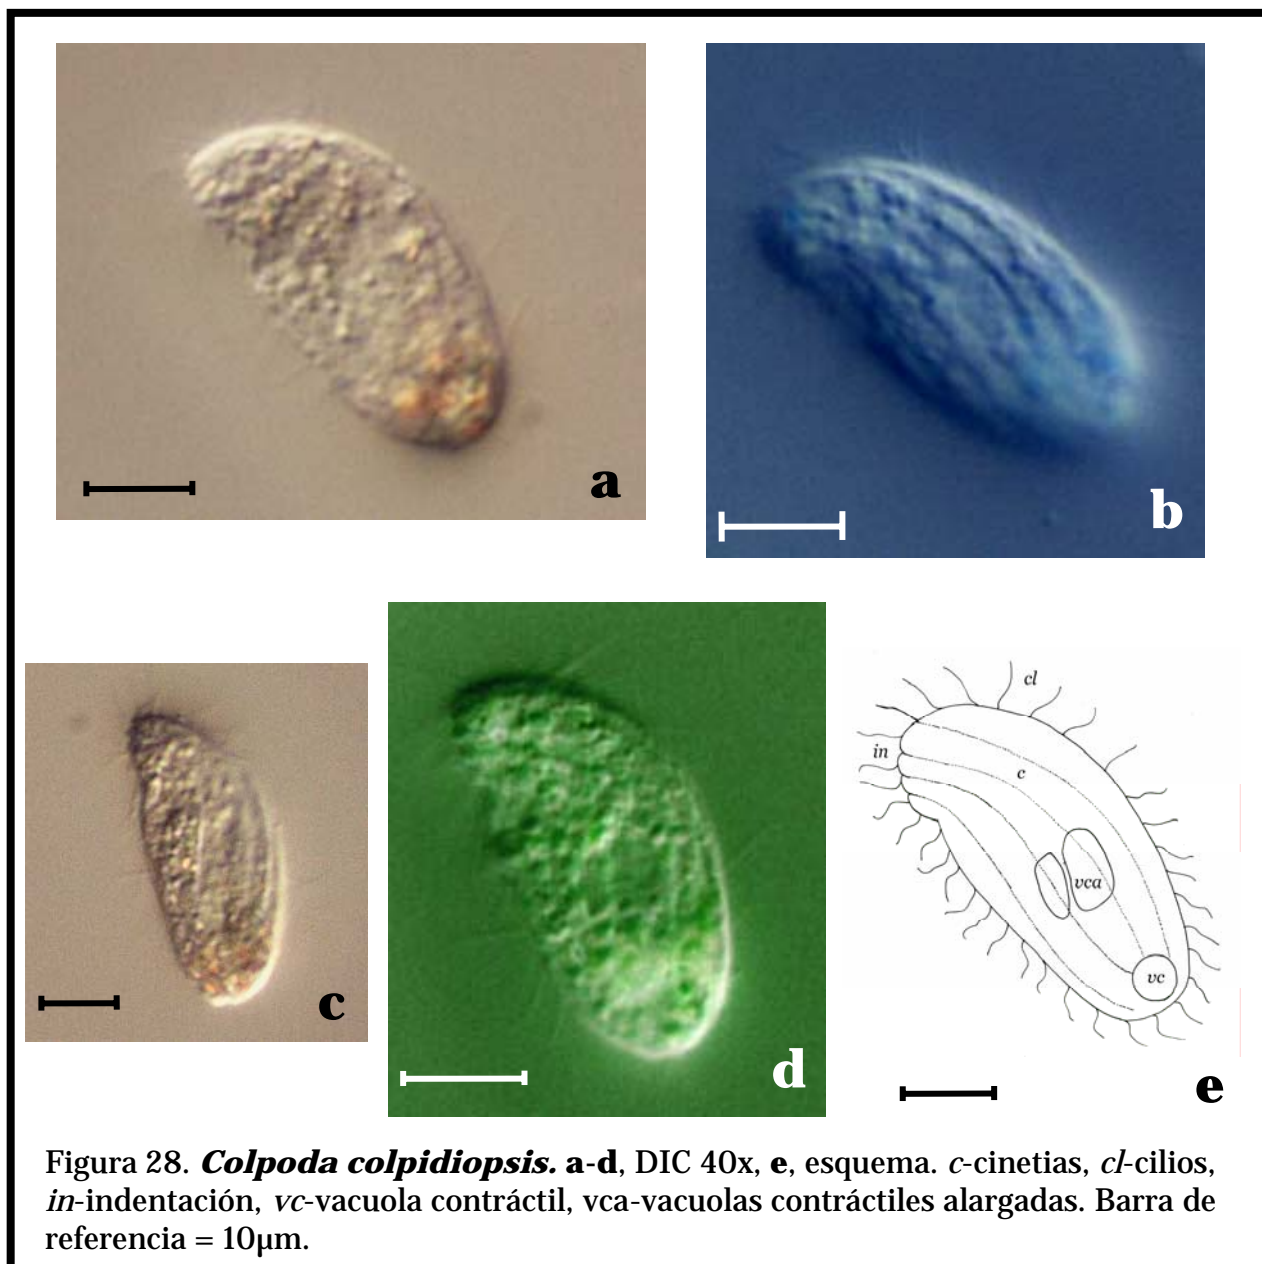 a
b
c
d
cl
in
c
vca
vc
e
Figura 28. Colpoda colpidiopsis. a-d, DIC 40x, e, esquema. c-cinetias, cl-cilios,
in-indentación, vc-vacuola contráctil, vca-vacuolas contráctiles alargadas. Barra de
referencia = 10µm.